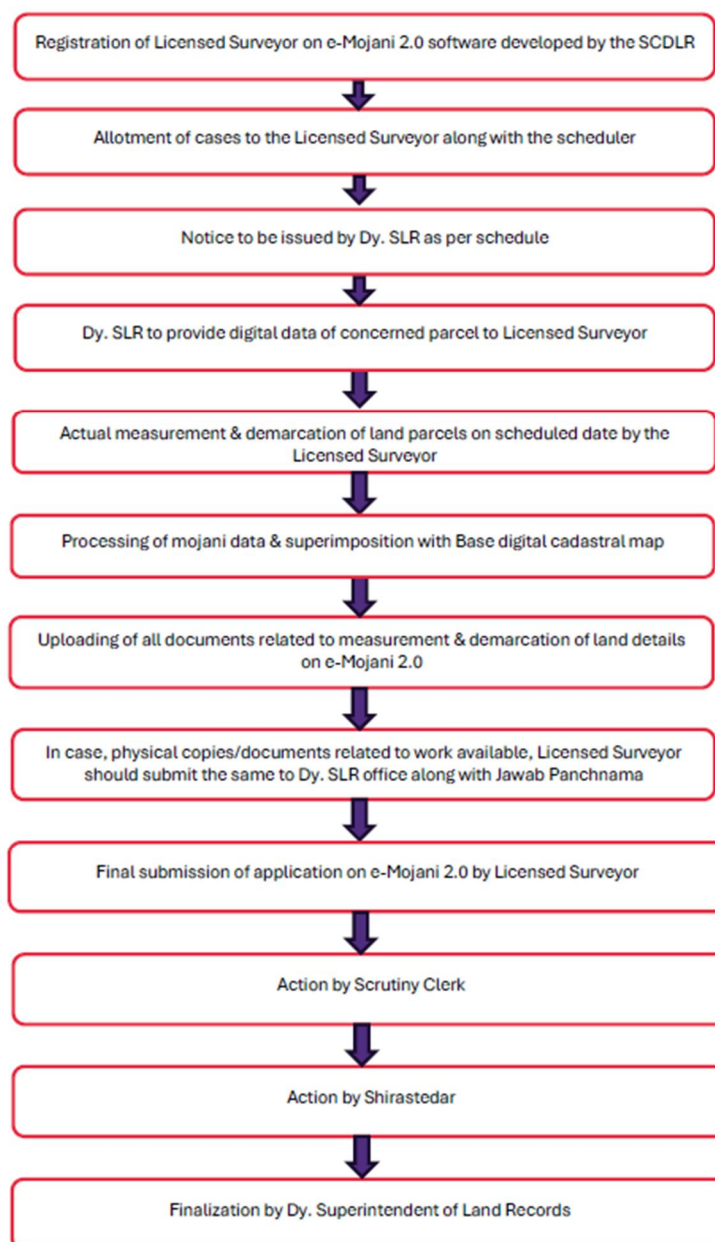 Registration of Licensed Surveyor on e-Mojani 2.0 software developed by the SCDLR
Allotment of cases to the Licensed Surveyor along with the scheduler
Notice to be issued by Dy. SLR as per schedule
Dy. SLR to provide digital data of concerned parcel to Licensed Surveyor
Actual measurement & demarcation of land parcels on scheduled date by the
Licensed Surveyor
Processing of mojani data & superimposition with Base digital cadastral map
Uploading of all documents related to measurement & demarcation of land details
on e-Mojani 2.0
In case, physical copies/documents related to work available, Licensed Surveyor
should submit the same to Dy. SLR office along with Jawab Panchnama
Final submission of application on e-Mojani 2.0 by Licensed Surveyor
Action by Scrutiny Clerk
Action by Shirastedar
Finalization by Dy. Superintendent of Land Records